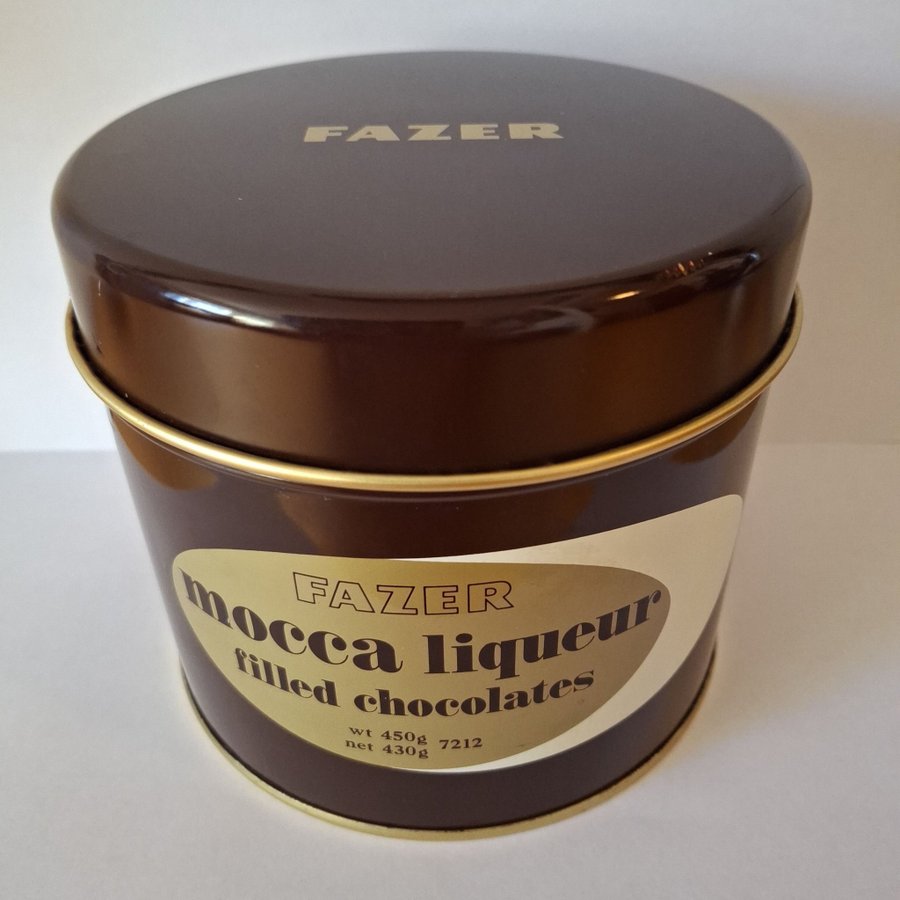 FAZER
FAZER
mocca liqueur
filled chocolates
wt 450g 7212
net 430g